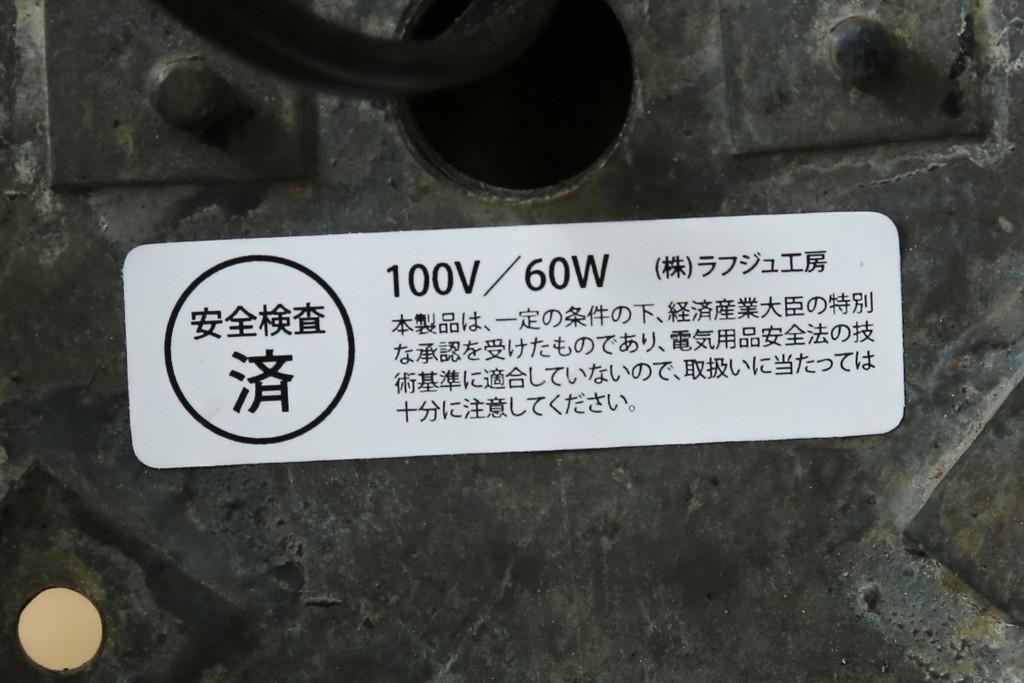 安全検査
済
100V／60W (株)ラフジュ工房
本製品は、一定の条件の下、経済産業大臣の特別
な承認を受けたものであり、電気用品安全法の技
術基準に適合していないので、取扱いに当たっては
十分に注意してください。